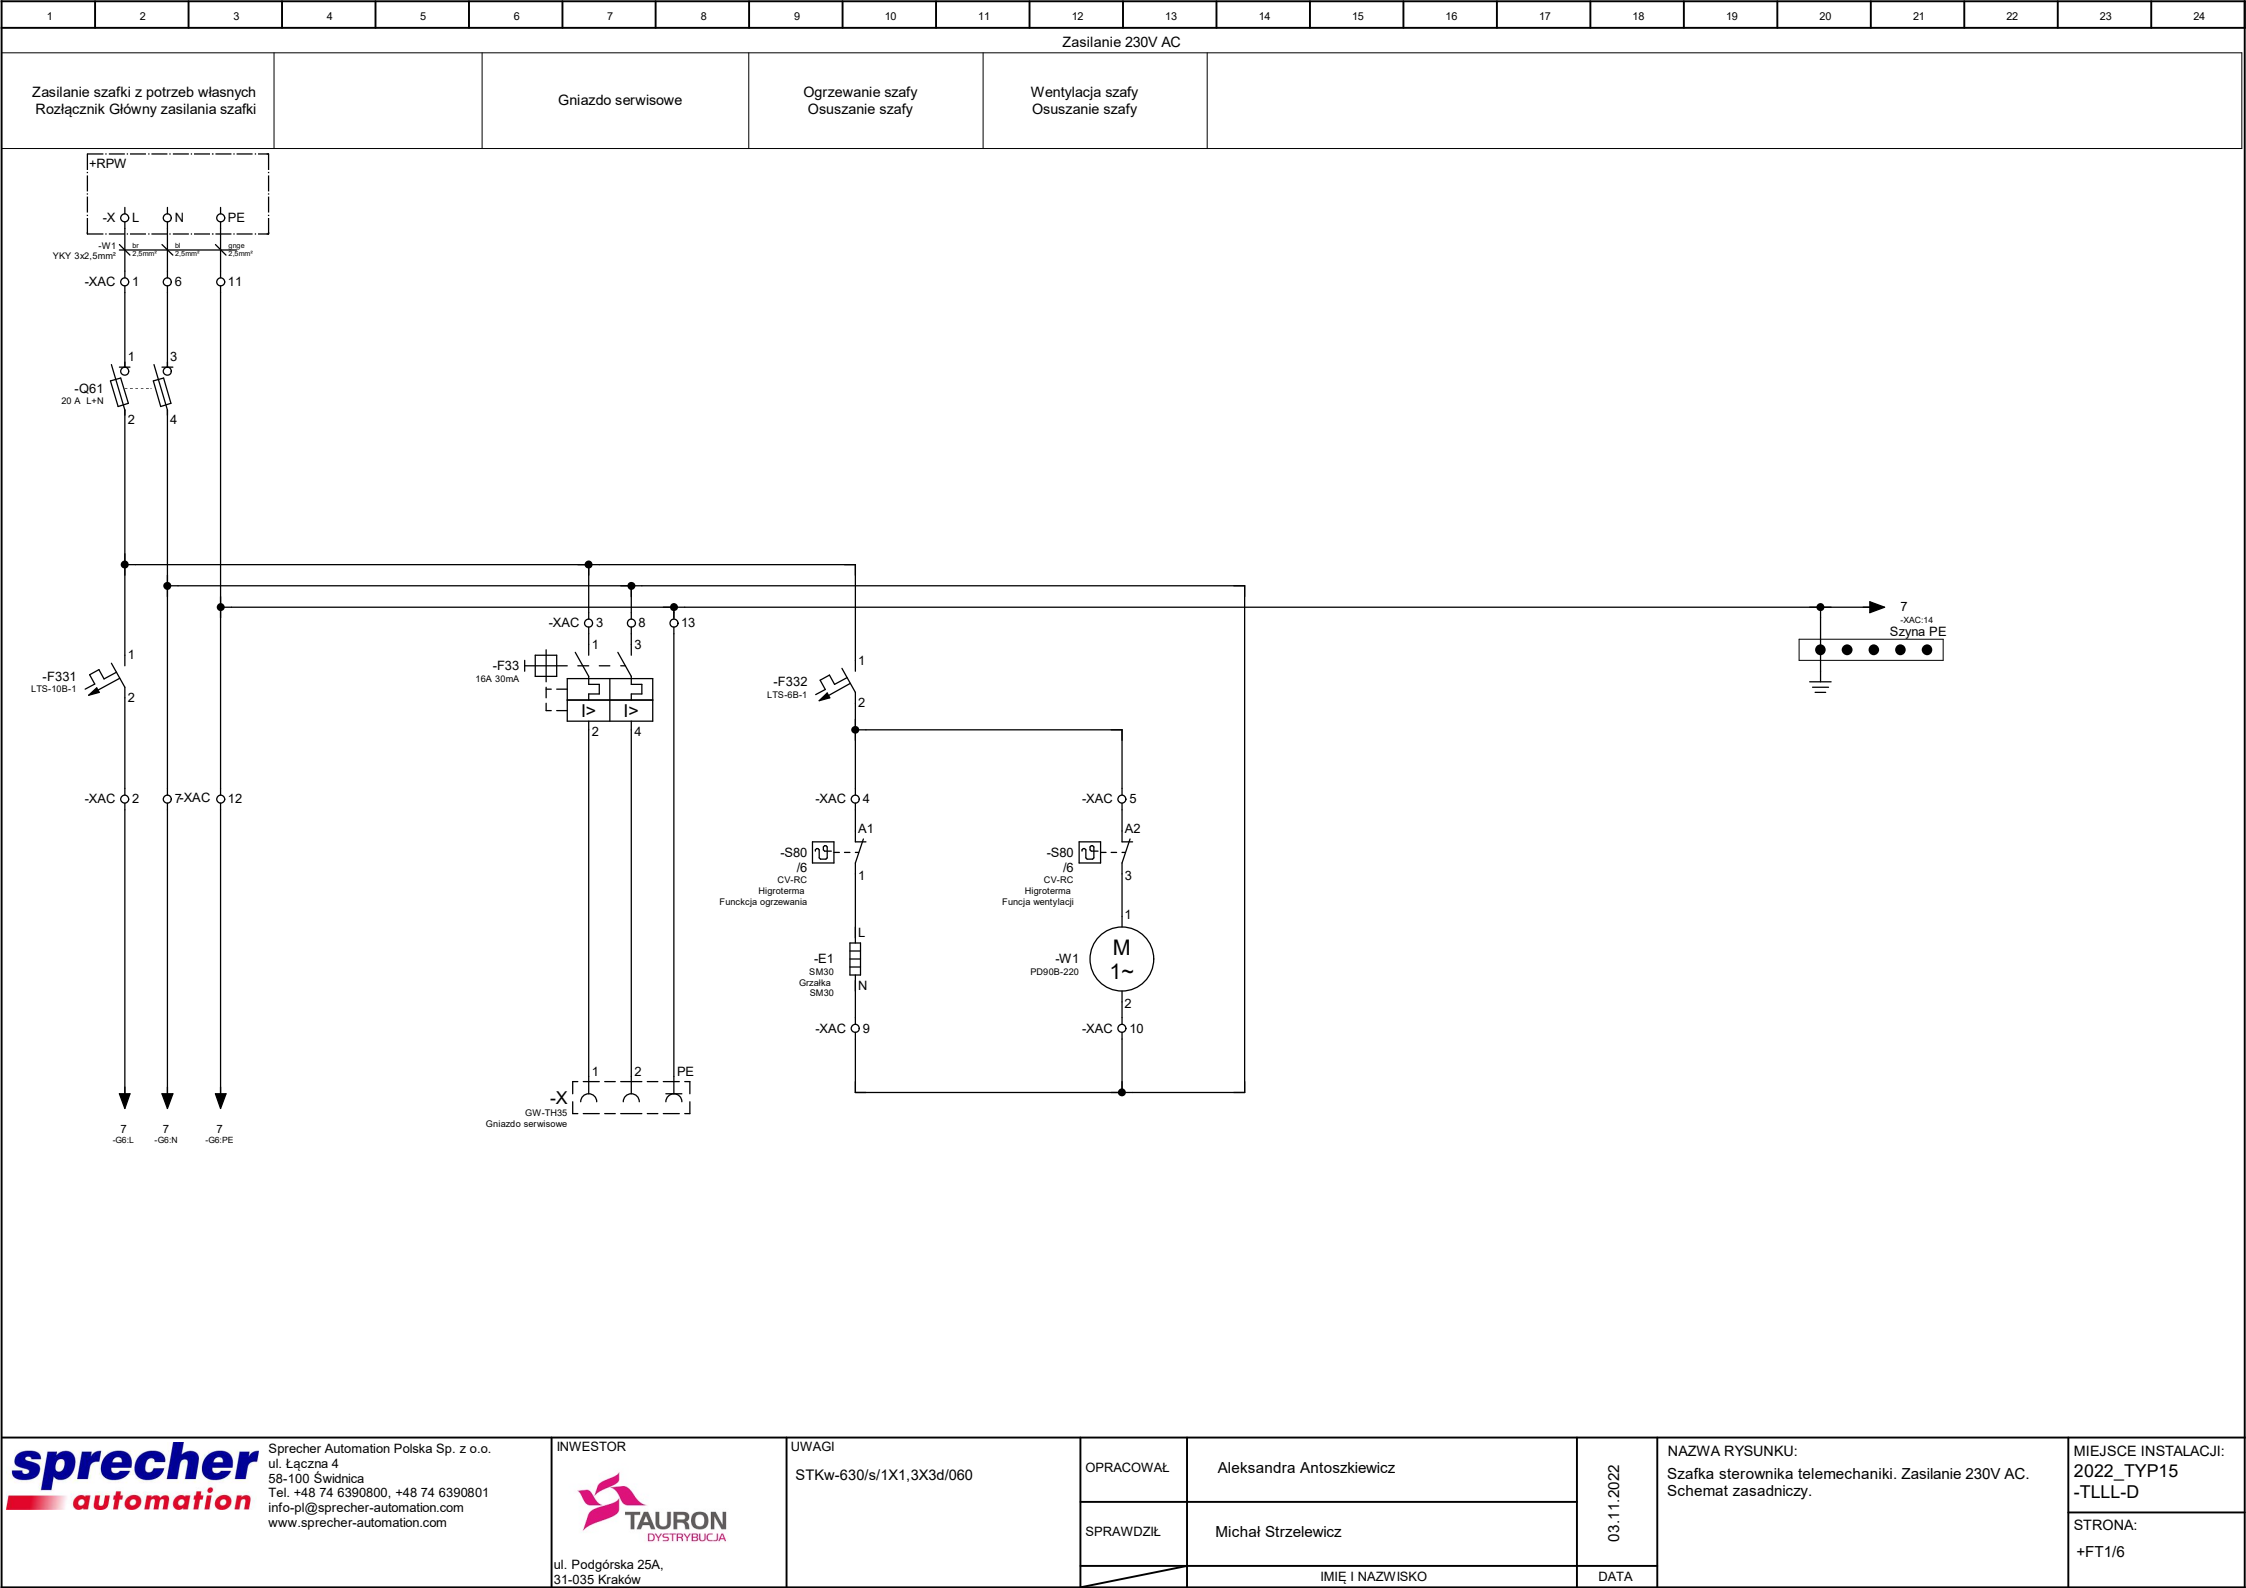 1 2 3 4 5 6 7 8 9 10 11 12 13 14 15 16 17 18 19 20 21 22 23 24
Zasilanie 230V AC
Zasilanie szafki z potrzeb własnych
Rozłącznik Główny zasilania szafki
Gniazdo serwisowe
Ogrzewanie szafy
Osuszanie szafy
Wentylacja szafy
Osuszanie szafy
+RPW
-X L N PE
-W1 br bl gnge
YKY 3x2,5mm² 2,5mm² 2,5mm² 2,5mm²
-XAC 1 6 11
1 3
-Q61
20 A L+N
2 4
7
-XAC:14
Szyna PE
-XAC 3 8 13
1 3
-F33
16A 30mA
I> I>
2 4
1
-F331
LTS-10B-1
2
1
-F332
LTS-6B-1
2
-XAC 2 7 -XAC 12
-XAC 4
-XAC 5
A1
-S80
/6
CV-RC
Higroterma
Funckcja ogrzewania
1
A2
-S80
/6
CV-RC
Higroterma
Funcja wentylacji
3
L
-E1
SM30
Grzałka
SM30
N
1
M
1~
-W1
PD90B-220
2
-XAC 9
-XAC 10
1 2 PE
-X
GW-TH35
Gniazdo serwisowe
7 7 7
-G6:L -G6:N -G6:PE
sprecher
automation
Sprecher Automation Polska Sp. z o.o.
ul. Łączna 4
58-100 Świdnica
Tel. +48 74 6390800, +48 74 6390801
info-pl@sprecher-automation.com
www.sprecher-automation.com
INWESTOR
TAURON
DYSTRYBUCJA
ul. Podgórska 25A,
31-035 Kraków
UWAGI
STKw-630/s/1X1,3X3d/060
OPRACOWAŁ Aleksandra Antoszkiewicz
SPRAWDZIŁ Michał Strzelewicz
IMIĘ I NAZWISKO
03.11.2022
DATA
NAZWA RYSUNKU:
Szafka sterownika telemechaniki. Zasilanie 230V AC.
Schemat zasadniczy.
MIEJSCE INSTALACJI:
2022_TYP15
-TLLL-D
STRONA:
+FT1/6